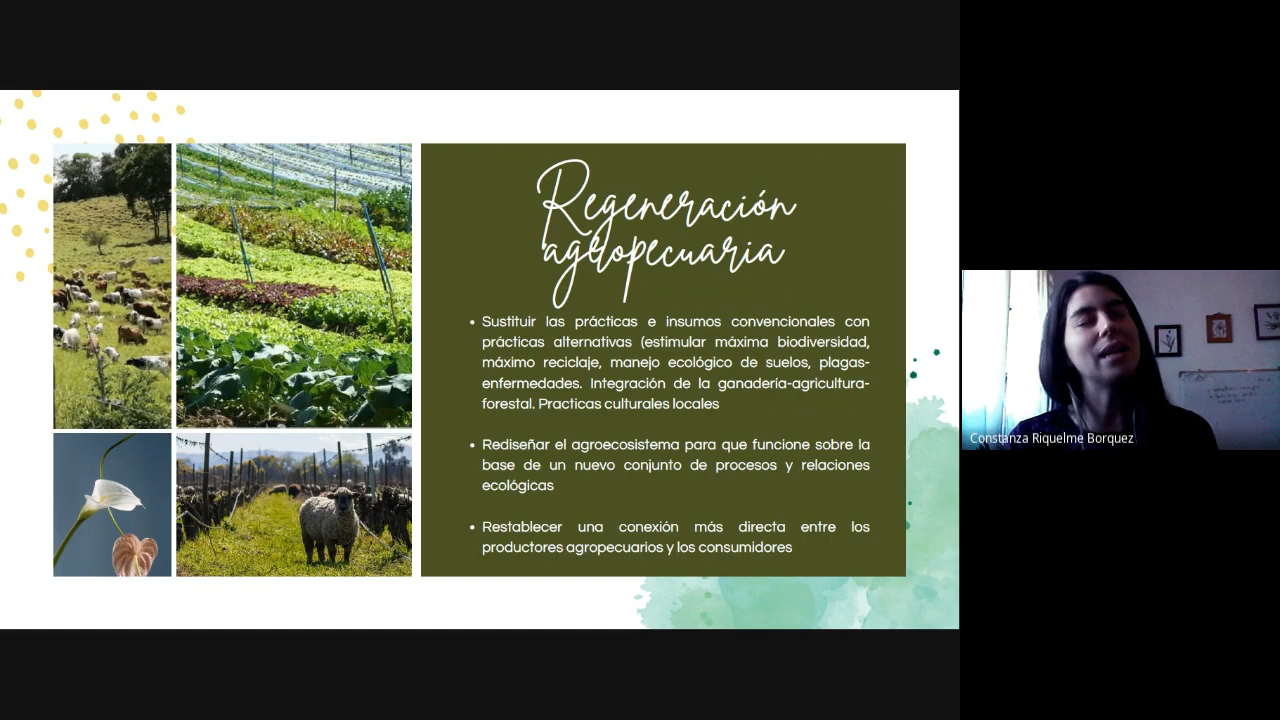 Regeneración
agropecuaria
• Sustituir las prácticas e insumos convencionales con
prácticas alternativas (estimular máxima biodiversidad,
máximo reciclaje, manejo ecológico de suelos, plagas-
enfermedades. Integración de la ganadería-agricultura-
forestal. Practicas culturales locales
• Rediseñar el agroecosistema para que funcione sobre la
base de un nuevo conjunto de procesos y relaciones
ecológicas
• Restablecer una conexión más directa entre los
productores agropecuarios y los consumidores
Constanza Riquelme Borquez